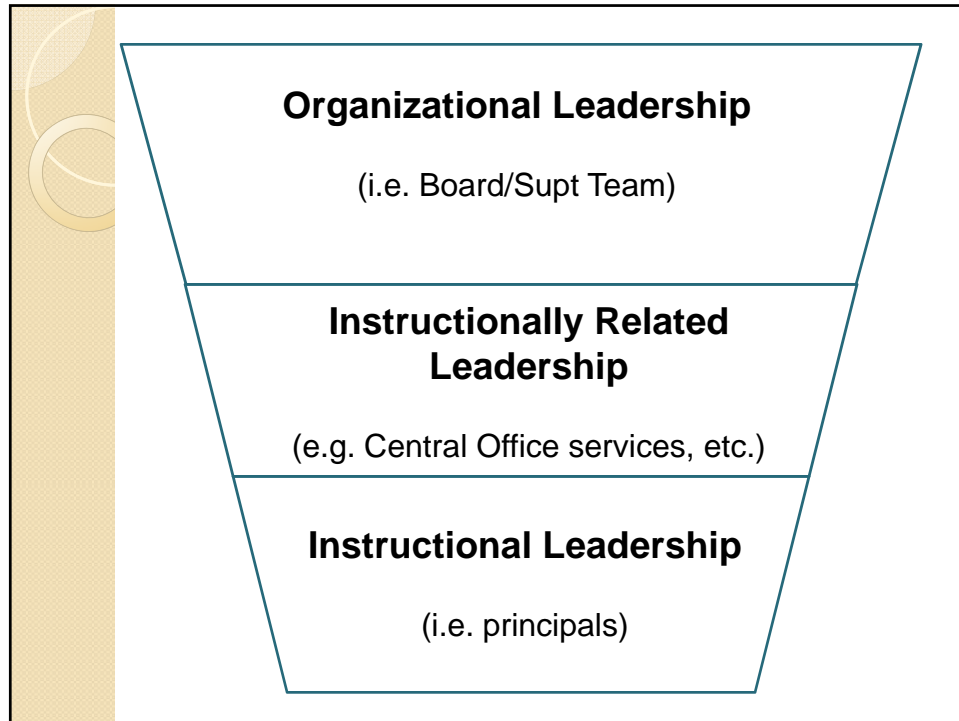 Organizational Leadership
(i.e. Board/Supt Team)
Instructionally Related
Leadership
(e.g. Central Office services, etc.)
Instructional Leadership
(i.e. principals)